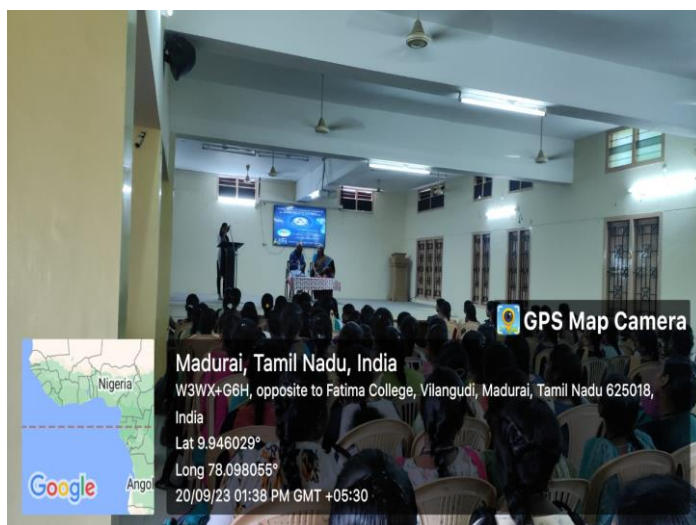 GPS Map Camera
Nigeria
Angol
Google
Madurai, Tamil Nadu, India
W3WX+G6H, opposite to Fatima College, Vilangudi, Madurai, Tamil Nadu 625018,
India
Lat 9.946029°
Long 78.098055°
20/09/23 01:38 PM GMT +05:30